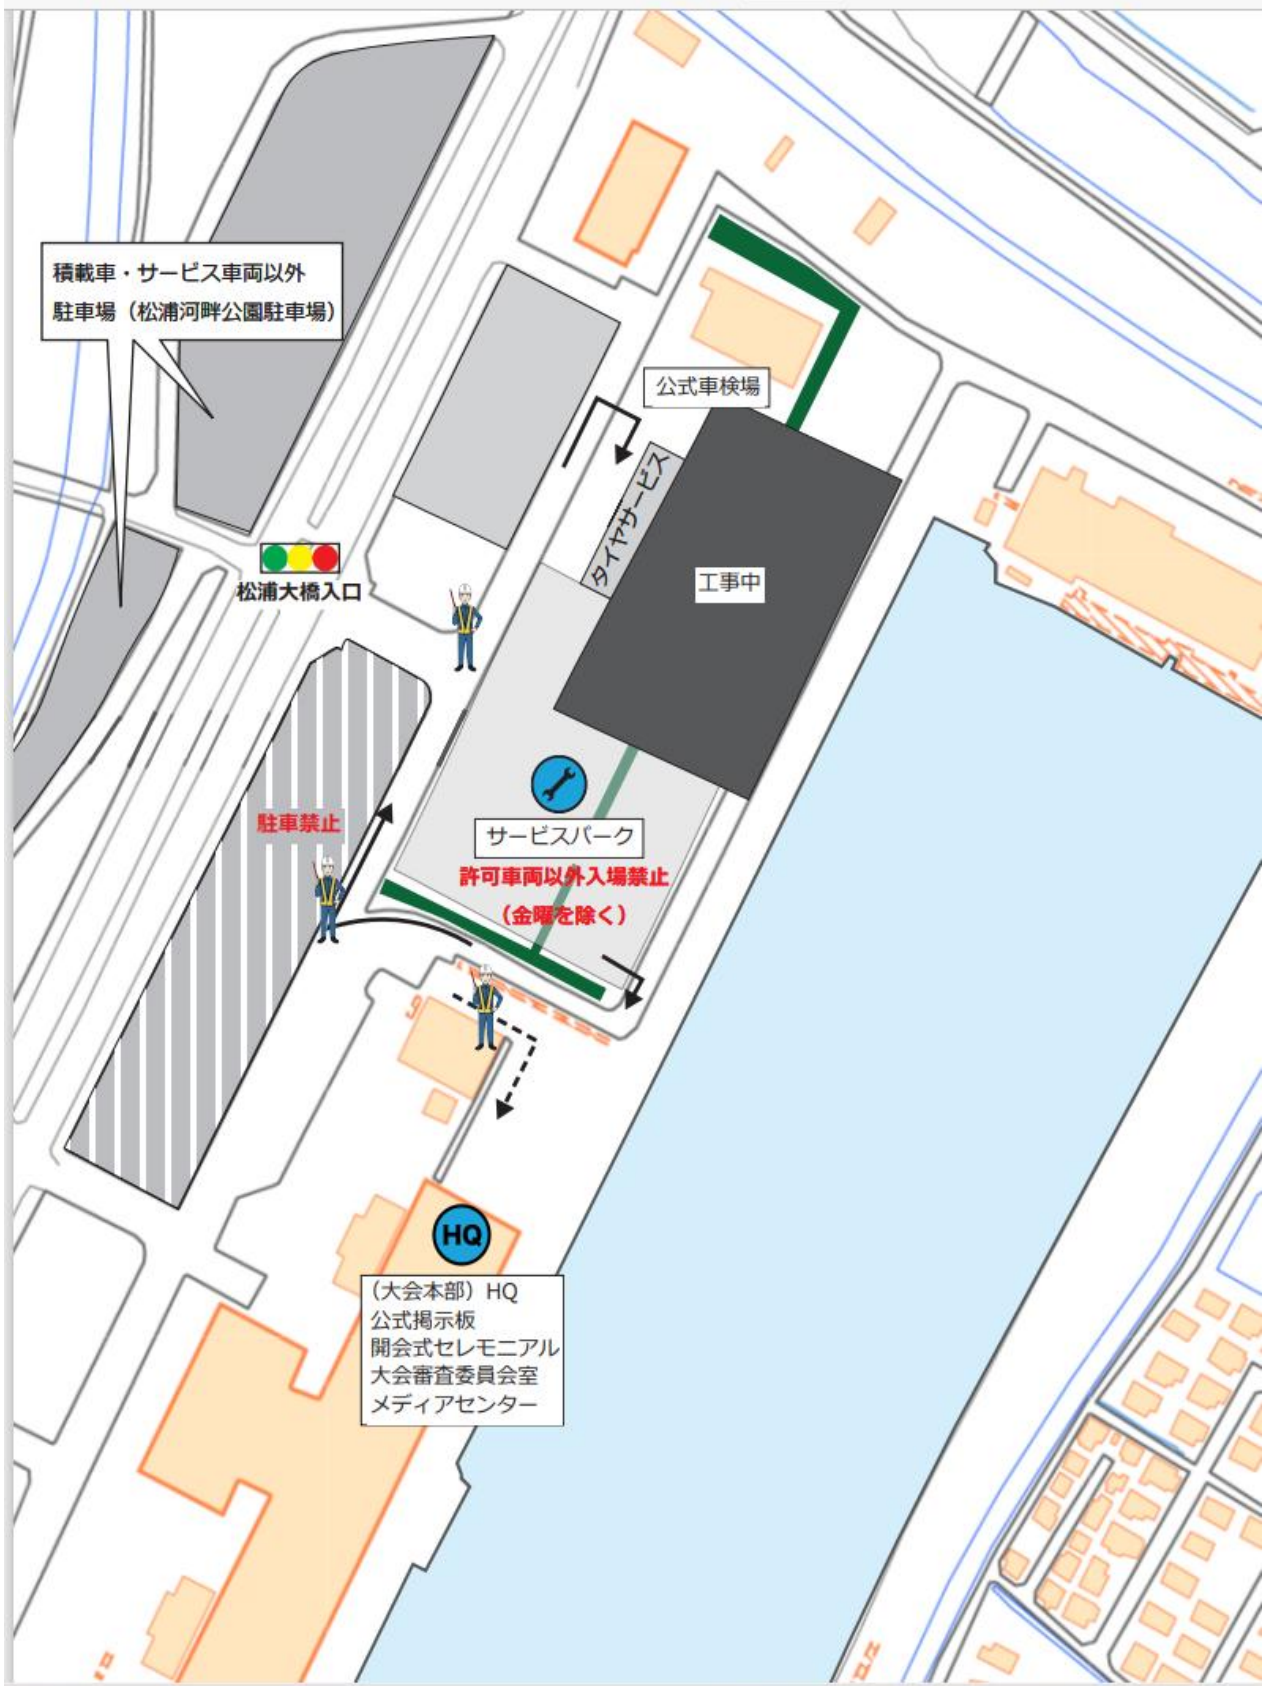 積載車・サービス車両以外
駐車場（松浦河畔公園駐車場）
公式車検場
タイヤサービス
工事中
松浦大橋入口
駐車禁止
サービスパーク
許可車両以外入場禁止
（金曜を除く）
HQ
（大会本部）HQ
公式掲示板
開会式セレモニアル
大会審査委員会室
メディアセンター